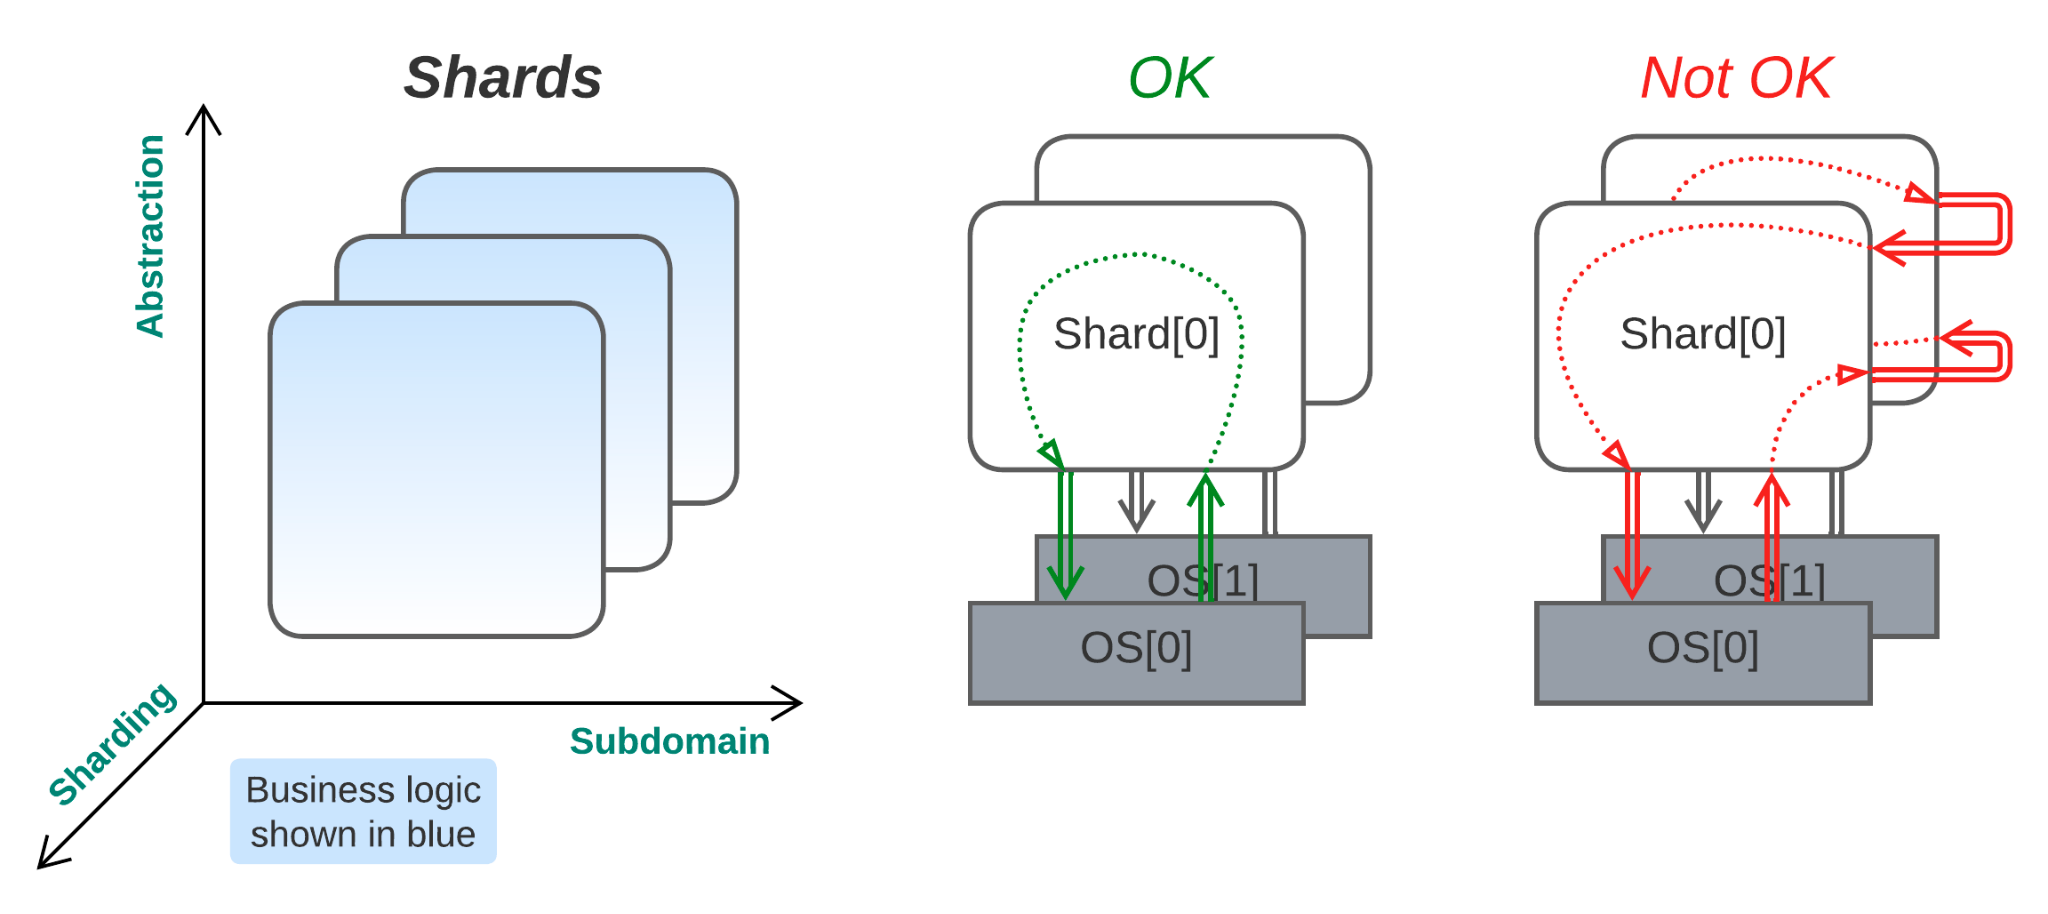 Shards
Abstraction
Sharding
Subdomain
Business logic
shown in blue
OK
Shard[0]
OS[1]
OS[0]
Not OK
Shard[0]
OS[1]
OS[0]